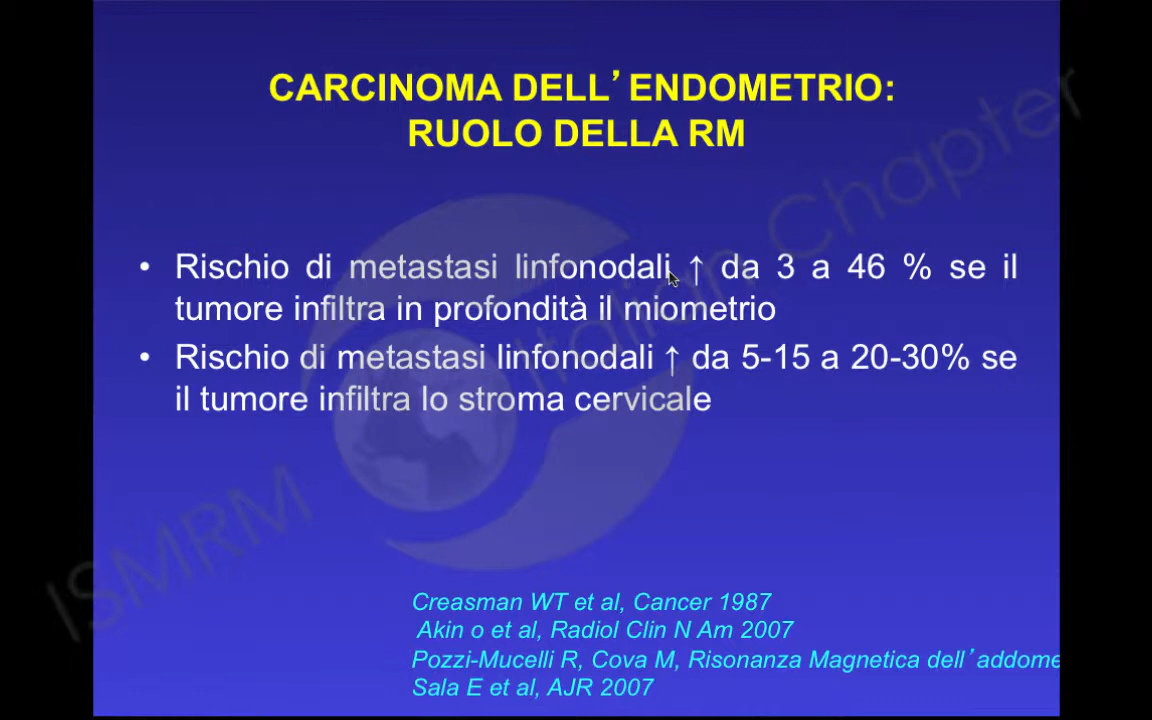 CARCINOMA DELL’ENDOMETRIO:
RUOLO DELLA RM
• Rischio di metastasi linfonodali ↑ da 3 a 46 % se il
tumore infiltra in profondità il miometrio
• Rischio di metastasi linfonodali ↑ da 5-15 a 20-30% se
il tumore infiltra lo stroma cervicale
Creasman WT et al, Cancer 1987
Akin o et al, Radiol Clin N Am 2007
Pozzi-Mucelli R, Cova M, Risonanza Magnetica dell’addome
Sala E et al, AJR 2007
ISMRM Italian Chapter